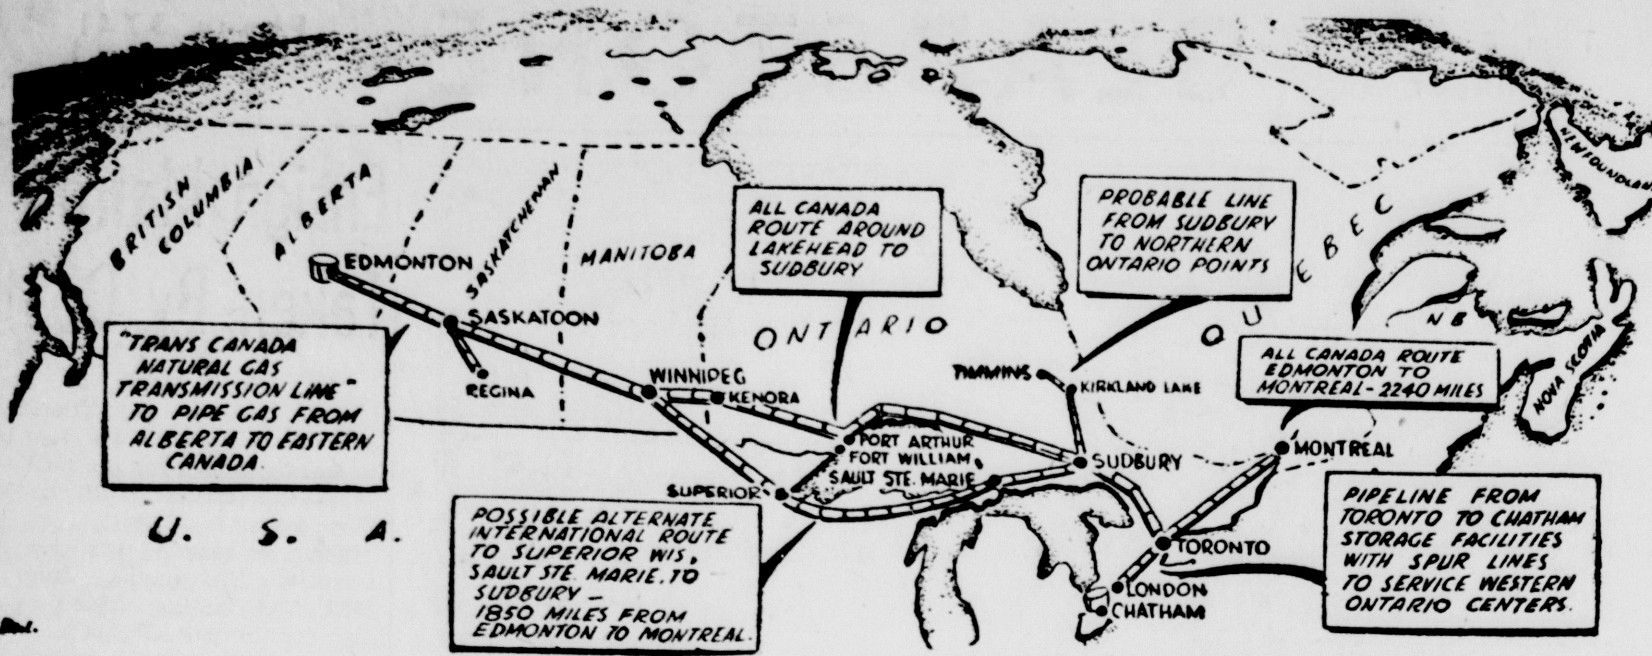 BRITISH
COLUMBIA
ALBERTA
SASKATCHEWAN
MANITOBA
ONTARIO
QUEBEC
NEWFOUNDLAND
N B
NOVA SCOTIA
U. S. A.
EDMONTON
SASKATOON
REGINA
WINNIPEG
KENORA
PORT ARTHUR
FORT WILLIAM
SAULT STE. MARIE
SUPERIOR
TIMMINS
KIRKLAND LAKE
SUDBURY
MONTREAL
TORONTO
LONDON
CHATHAM
"TRANS CANADA
NATURAL GAS
TRANSMISSION LINE"
TO PIPE GAS FROM
ALBERTA TO EASTERN
CANADA.
ALL CANADA
ROUTE AROUND
LAKEHEAD TO
SUDBURY
PROBABLE LINE
FROM SUDBURY
TO NORTHERN
ONTARIO POINTS
ALL CANADA ROUTE
EDMONTON TO
MONTREAL - 2240 MILES
POSSIBLE ALTERNATE
INTERNATIONAL ROUTE
TO SUPERIOR WIS,
SAULT STE. MARIE, TO
SUDBURY -
1850 MILES FROM
EDMONTON TO MONTREAL.
PIPELINE FROM
TORONTO TO CHATHAM
STORAGE FACILITIES
WITH SPUR LINES
TO SERVICE WESTERN
ONTARIO CENTERS.